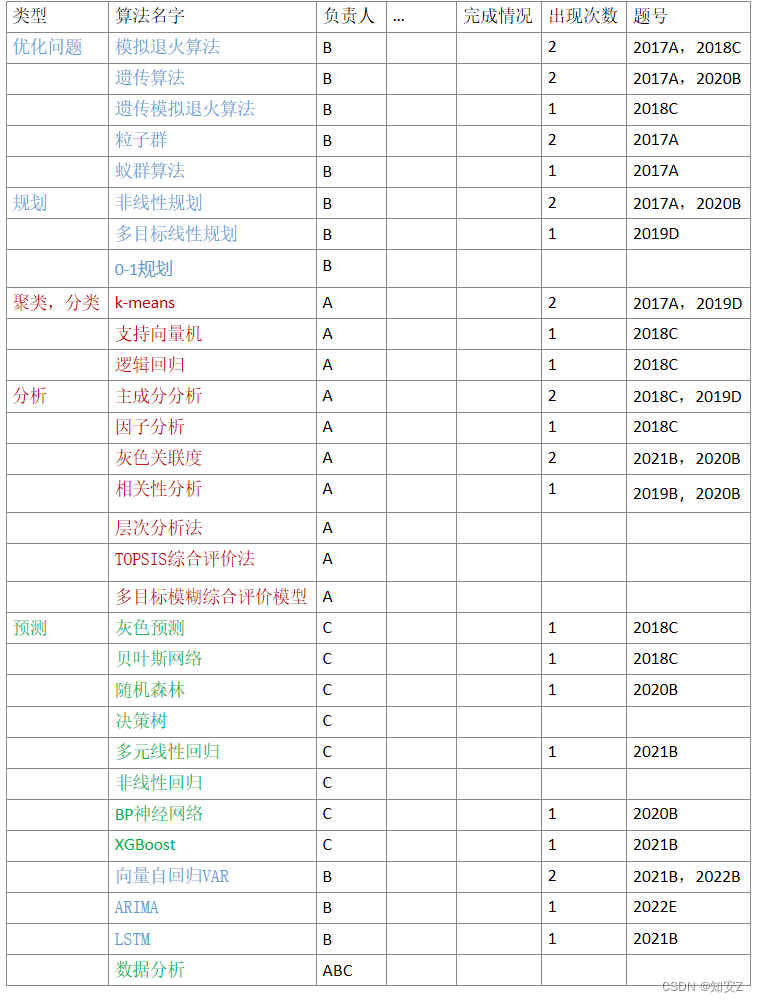 类型 算法名字 负责人 ... 完成情况 出现次数 题号
优化问题 模拟退火算法 B 2 2017A，2018C
遗传算法 B 2 2017A，2020B
遗传模拟退火算法 B 1 2018C
粒子群 B 2 2017A
蚁群算法 B 1 2017A
规划 非线性规划 B 2 2017A，2020B
多目标线性规划 B 1 2019D
0-1规划 B
聚类，分类 k-means A 2 2017A，2019D
支持向量机 A 1 2018C
逻辑回归 A 1 2018C
分析 主成分分析 A 2 2018C，2019D
因子分析 A 1 2018C
灰色关联度 A 2 2021B，2020B
相关性分析 A 1 2019B，2020B
层次分析法 A
TOPSIS综合评价法 A
多目标模糊综合评价模型 A
预测 灰色预测 C 1 2018C
贝叶斯网络 C 1 2018C
随机森林 C 1 2020B
决策树 C
多元线性回归 C 1 2021B
非线性回归 C
BP神经网络 C 1 2020B
XGBoost C 1 2021B
向量自回归VAR B 2 2021B，2022B
ARIMA B 1 2022E
LSTM B 1 2021B
数据分析 ABC
CSDN @知安Z